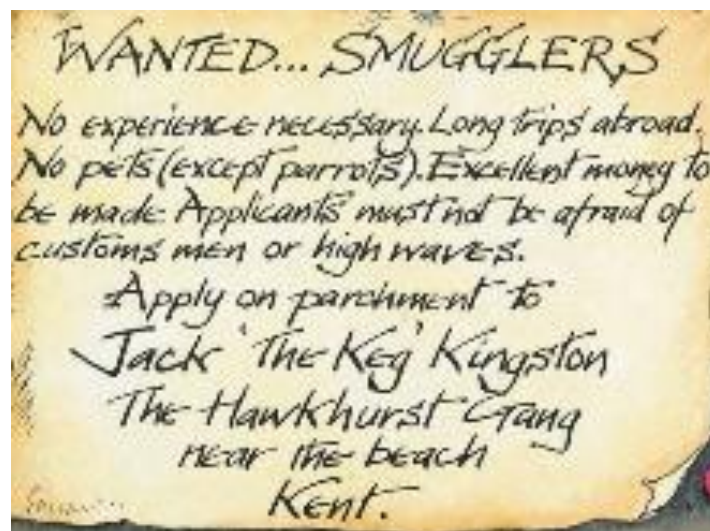 WANTED... SMUGGLERS
No experience necessary. Long trips abroad.
No pets (except parrots). Excellent money to
be made. Applicants must not be afraid of
customs men or high waves.
Apply on parchment to
Jack 'The Keg' Kingston
The Hawkhurst Gang
near the beach
Kent.